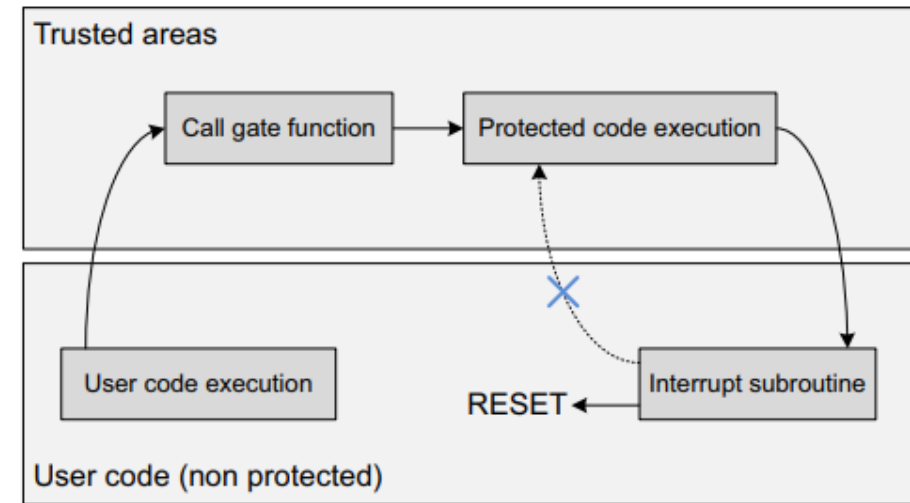 Trusted areas
Call gate function
Protected code execution
User code execution
Interrupt subroutine
RESET
User code (non protected)